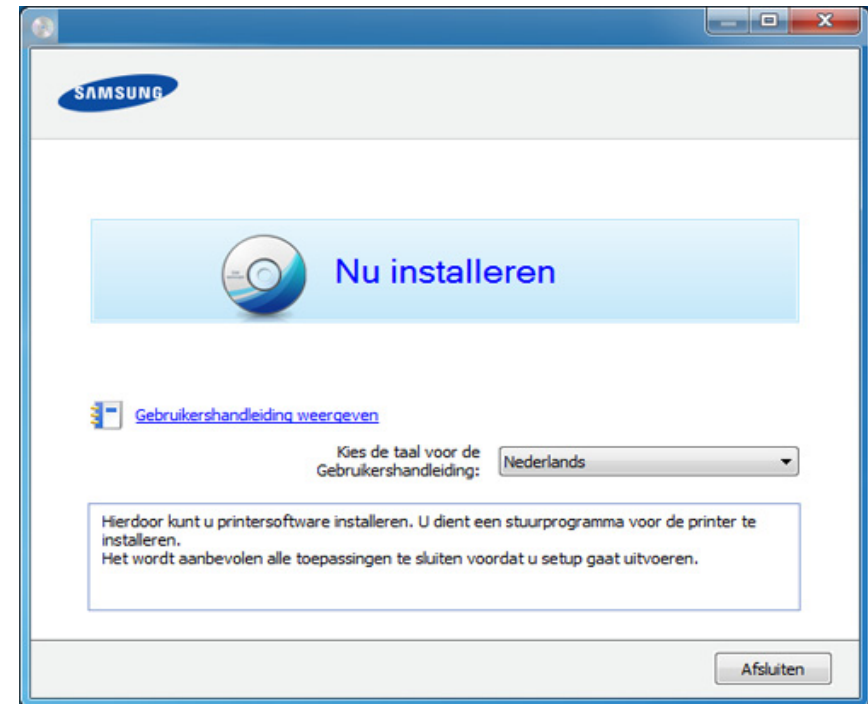 SAMSUNG
Nu installeren
Gebruikershandleiding weergeven
Kies de taal voor de
Gebruikershandleiding:
Nederlands
Hierdoor kunt u printersoftware installeren. U dient een stuurprogramma voor de printer te
installeren.
Het wordt aanbevolen alle toepassingen te sluiten voordat u setup gaat uitvoeren.
Afsluiten